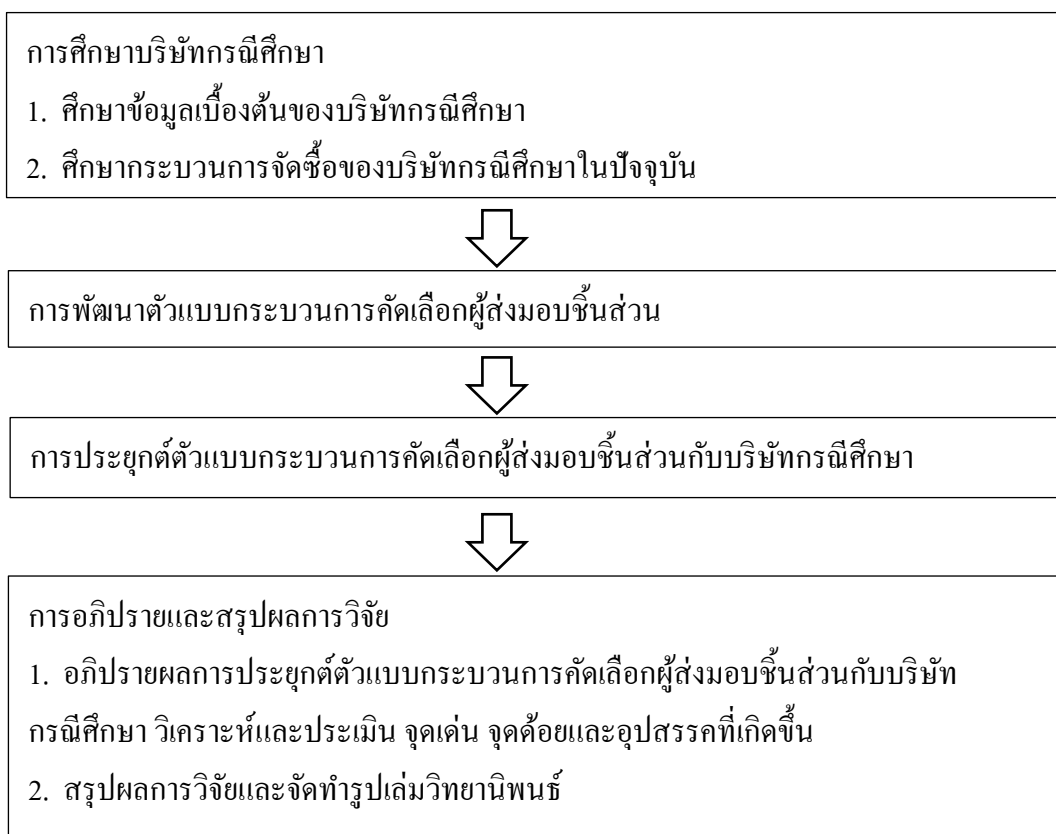 การศึกษาบริษัทกรณีศึกษา
1. ศึกษาข้อมูลเบื้องต้นของบริษัทกรณีศึกษา
2. ศึกษากระบวนการจัดซื้อของบริษัทกรณีศึกษาในปัจจุบัน
การพัฒนาตัวแบบกระบวนการคัดเลือกผู้ส่งมอบชิ้นส่วน
การประยุกต์ตัวแบบกระบวนการคัดเลือกผู้ส่งมอบชิ้นส่วนกับบริษัทกรณีศึกษา
การอภิปรายและสรุปผลการวิจัย
1. อภิปรายผลการประยุกต์ตัวแบบกระบวนการคัดเลือกผู้ส่งมอบชิ้นส่วนกับบริษัท
กรณีศึกษา วิเคราะห์และประเมิน จุดเด่น จุดด้อยและอุปสรรคที่เกิดขึ้น
2. สรุปผลการวิจัยและจัดทำรูปเล่มวิทยานิพนธ์